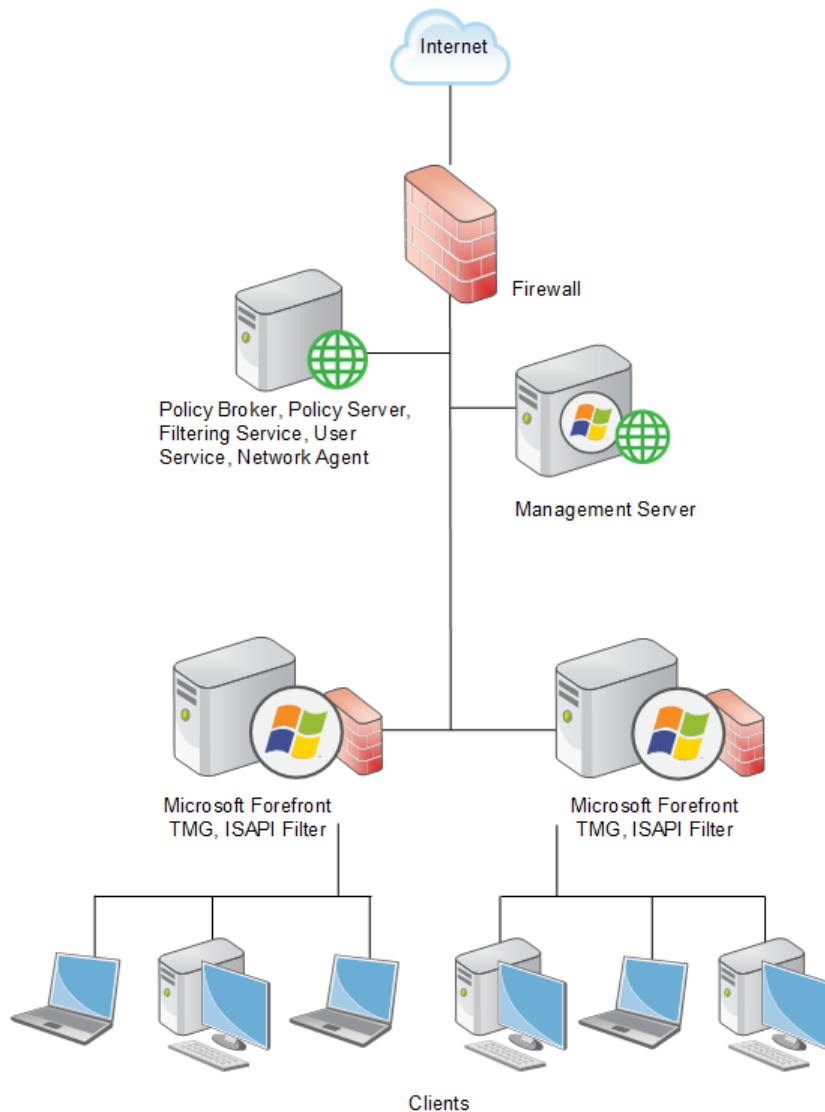 Internet
Firewall
Policy Broker, Policy Server,
Filtering Service, User
Service, Network Agent
Management Server
Microsoft Forefront
TMG, ISAPI Filter
Microsoft Forefront
TMG, ISAPI Filter
Clients